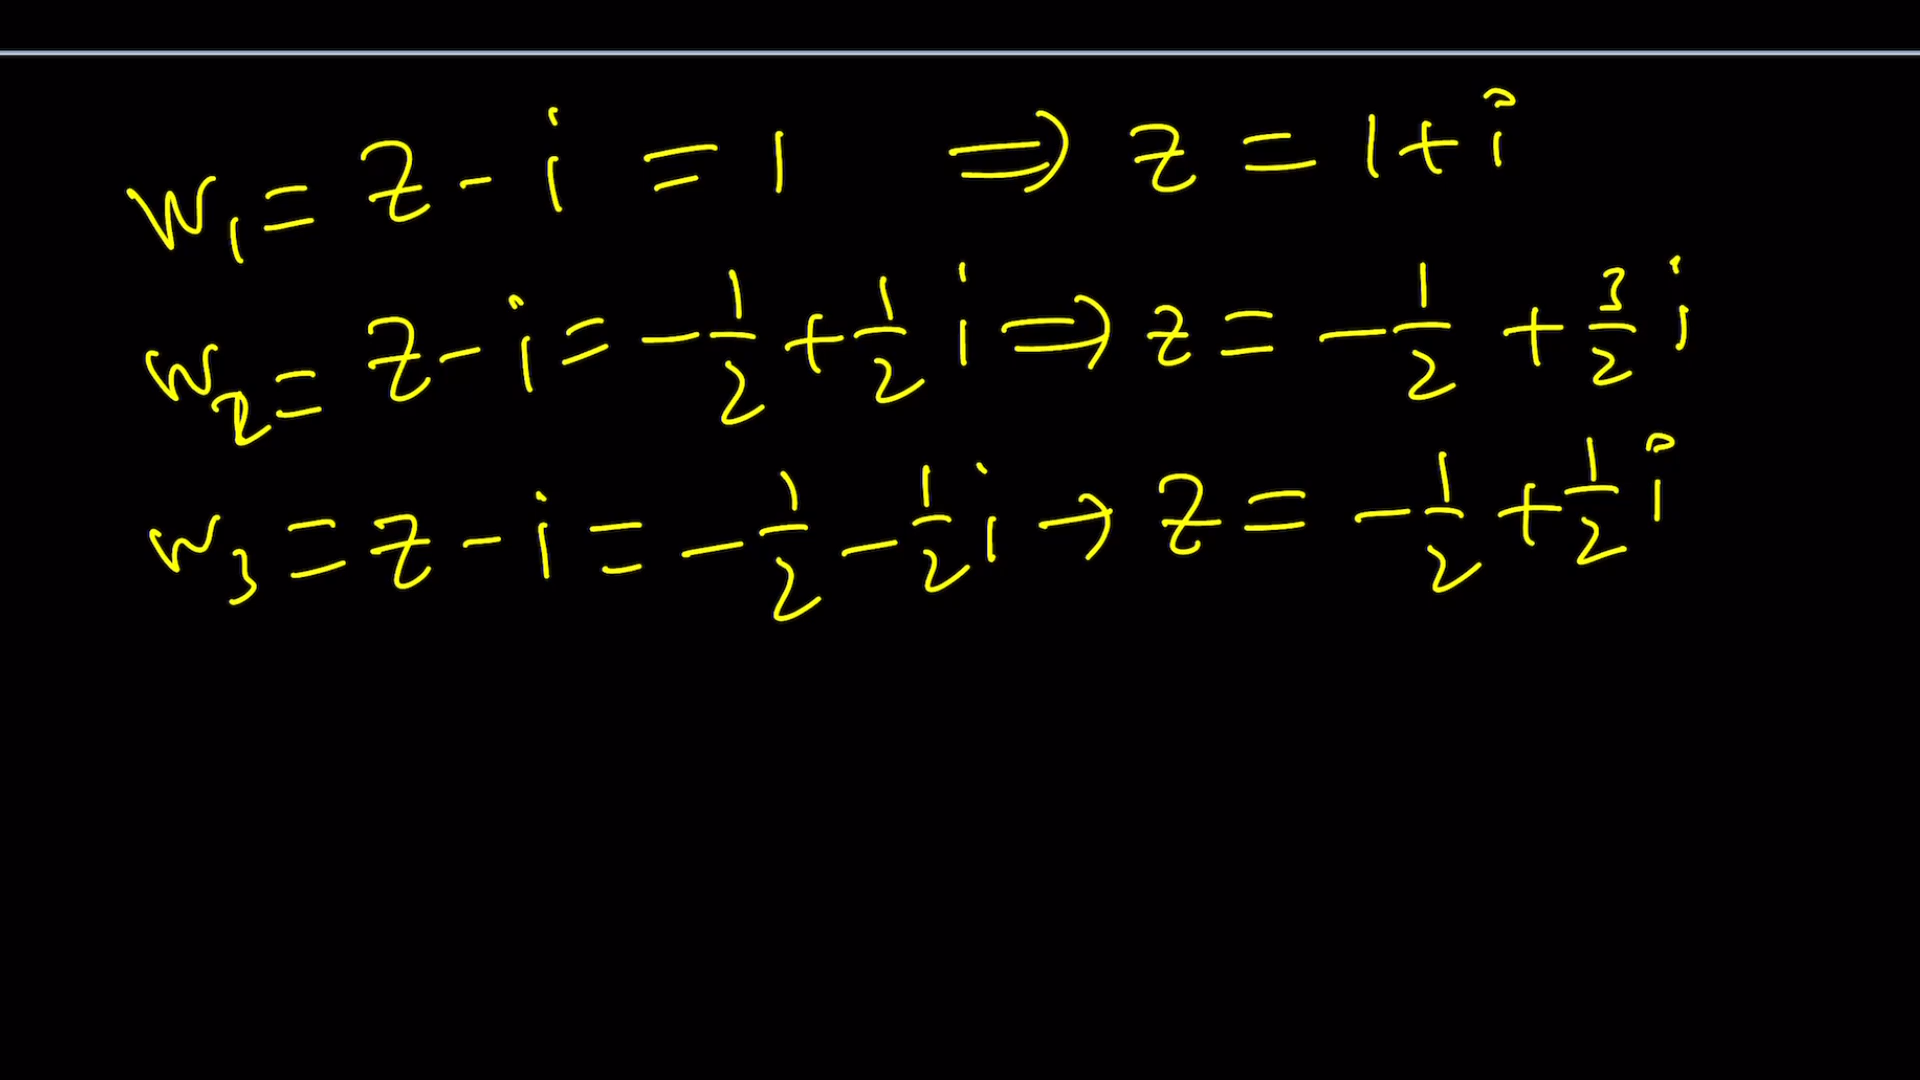 w₁ = z - i = 1 ⇒ z = 1 + i
w₂ = z - i = -1/2 + 1/2 i ⇒ z = -1/2 + 3/2 i
w₃ = z - i = -1/2 - 1/2 i → z = -1/2 + 1/2 i